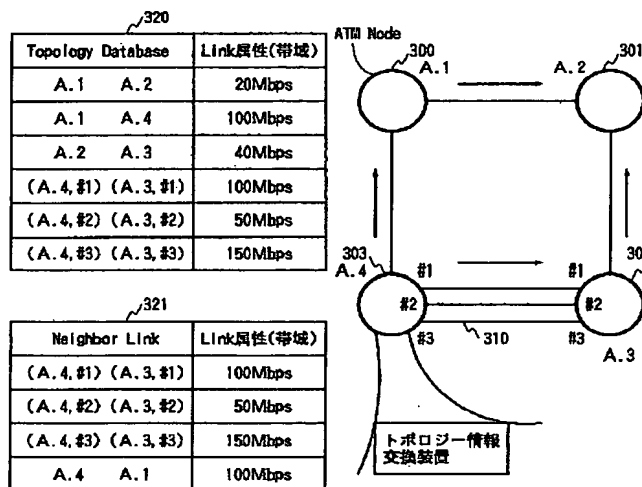 320
Topology Database Link属性(帯域)
A.1 A.2 20Mbps
A.1 A.4 100Mbps
A.2 A.3 40Mbps
(A.4,#1) (A.3,#1) 100Mbps
(A.4,#2) (A.3,#2) 50Mbps
(A.4,#3) (A.3,#3) 150Mbps
321
Neighbor Link Link属性(帯域)
(A.4,#1) (A.3,#1) 100Mbps
(A.4,#2) (A.3,#2) 50Mbps
(A.4,#3) (A.3,#3) 150Mbps
A.4 A.1 100Mbps
ATM Node
300
301
A.1
A.2
303
A.4
#1
#1
#2
#2
#3
310
#3
A.3
トポロジー情報
交換装置